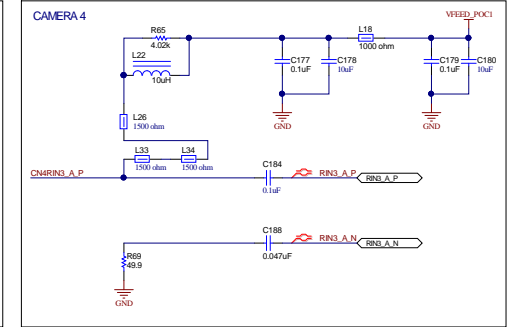 CAMERA 4
VFEED_POC1
R65
4.02k
L18
1000 ohm
L22
10uH
C177
0.1uF
C178
10uF
C179
0.1uF
C180
10uF
GND
GND
L26
1500 ohm
L33
1500 ohm
L34
1500 ohm
CN4RIN3_A_P
C184
0.1uF
RIN3_A_P
RIN3_A_P
C188
0.047uF
RIN3_A_N
RIN3_A_N
R69
49.9
GND